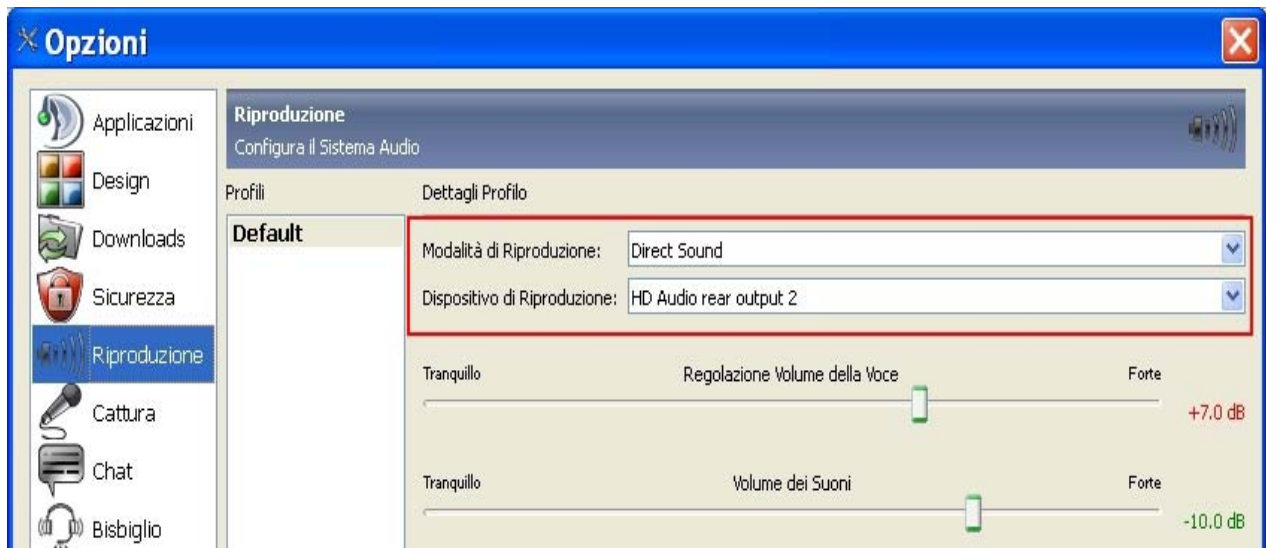 Opzioni
Applicazioni
Design
Downloads
Sicurezza
Riproduzione
Cattura
Chat
Bisbiglio
Riproduzione
Configura il Sistema Audio
Profili
Default
Dettagli Profilo
Modalità di Riproduzione: Direct Sound
Dispositivo di Riproduzione: HD Audio rear output 2
Tranquillo Regolazione Volume della Voce Forte
+7.0 dB
Tranquillo Volume dei Suoni Forte
-10.0 dB